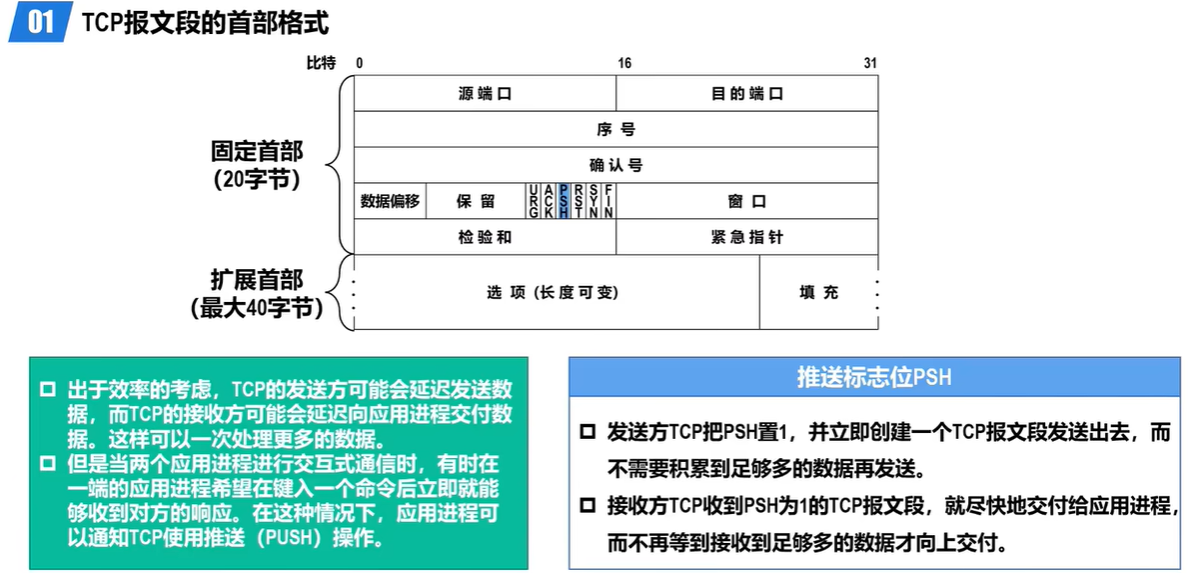 01 TCP报文段的首部格式
比特 0 16 31
源端口 目的端口
序号
固定首部
（20字节）
确认号
数据偏移 保留 URG ACK PSH RST SYN FIN 窗口
检验和 紧急指针
扩展首部
（最大40字节）
选项 (长度可变) 填充
出于效率的考虑，TCP的发送方可能会延迟发送数
据，而TCP的接收方可能会延迟向应用进程交付数
据。这样可以一次处理更多的数据。
但是当两个应用进程进行交互式通信时，有时在
一端的应用进程希望在键入一个命令后立即就能
够收到对方的响应。在这种情况下，应用进程可
以通知TCP使用推送（PUSH）操作。
推送标志位PSH
发送方TCP把PSH置1，并立即创建一个TCP报文段发送出去，而
不需要积累到足够多的数据再发送。
接收方TCP收到PSH为1的TCP报文段，就尽快地交付给应用进程，
而不再等到接收到足够多的数据才向上交付。